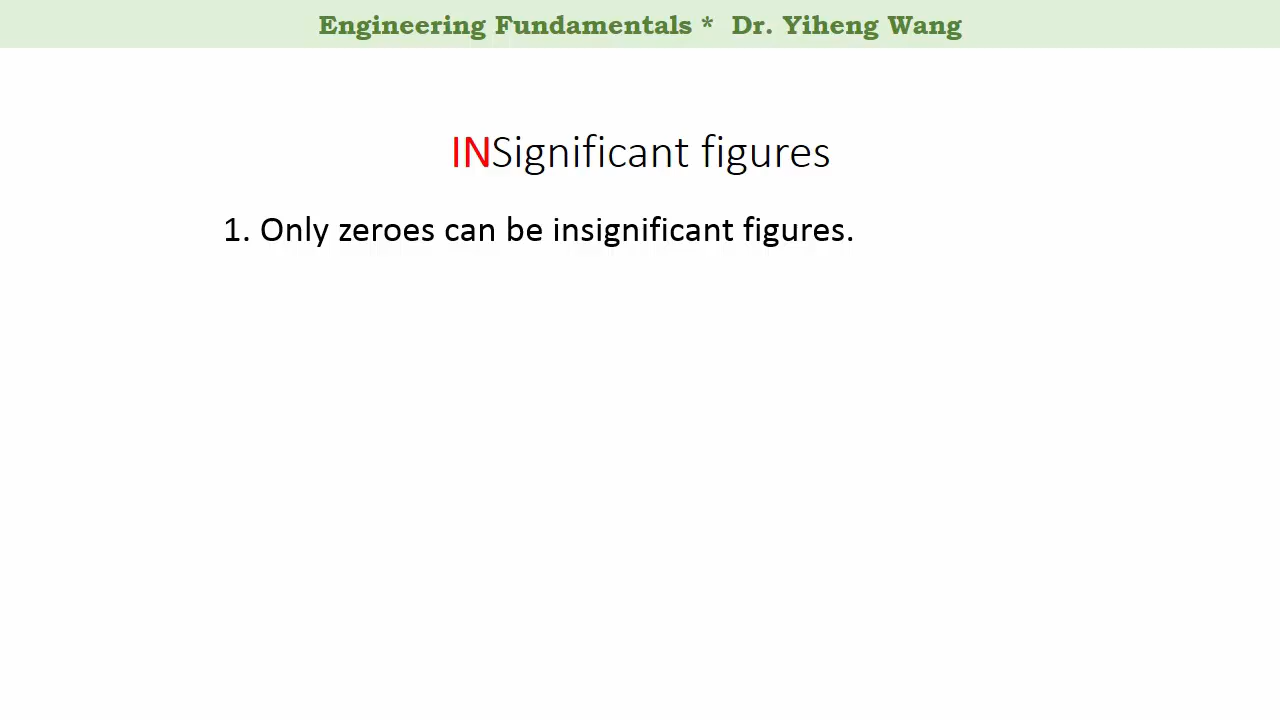 Engineering Fundamentals * Dr. Yiheng Wang
INSignificant figures
1. Only zeroes can be insignificant figures.